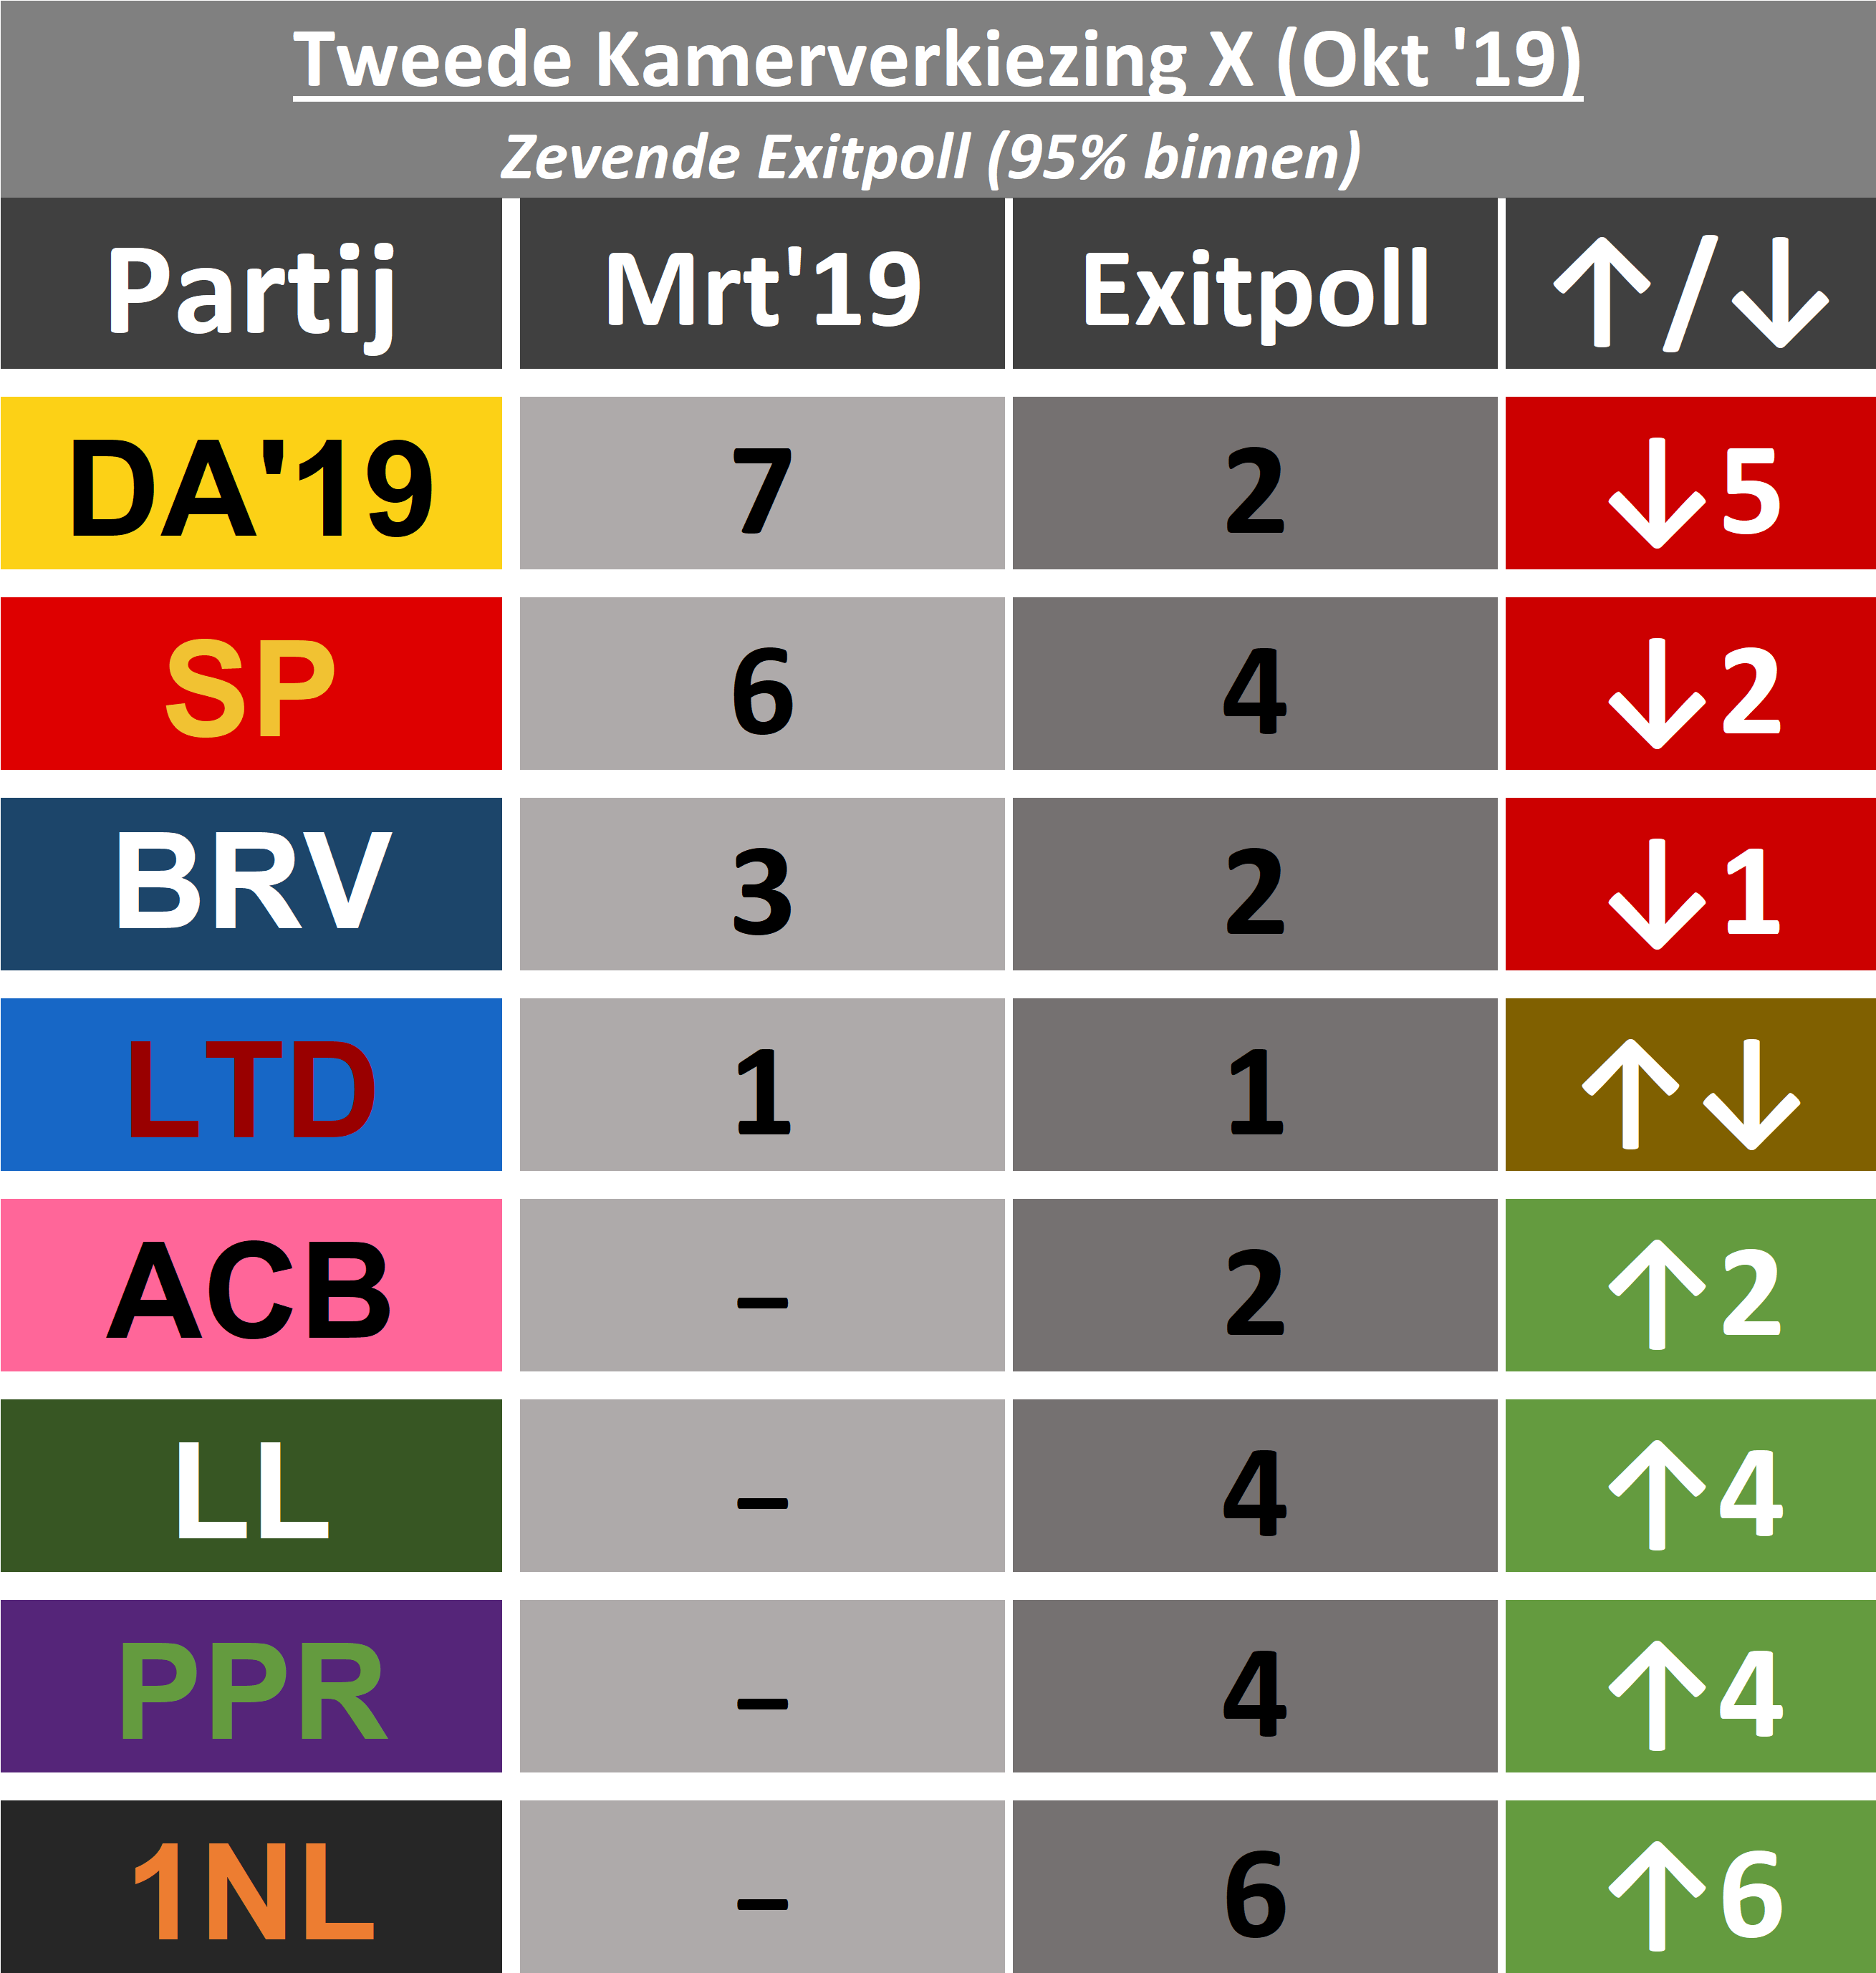 Tweede Kamerverkiezing X (Okt '19)
Zevende Exitpoll (95% binnen)
Partij Mrt'19 Exitpoll ↑/↓
DA'19 7 2 ↓5
SP 6 4 ↓2
BRV 3 2 ↓1
LTD 1 1 ↑↓
ACB – 2 ↑2
LL – 4 ↑4
PPR – 4 ↑4
1NL – 6 ↑6